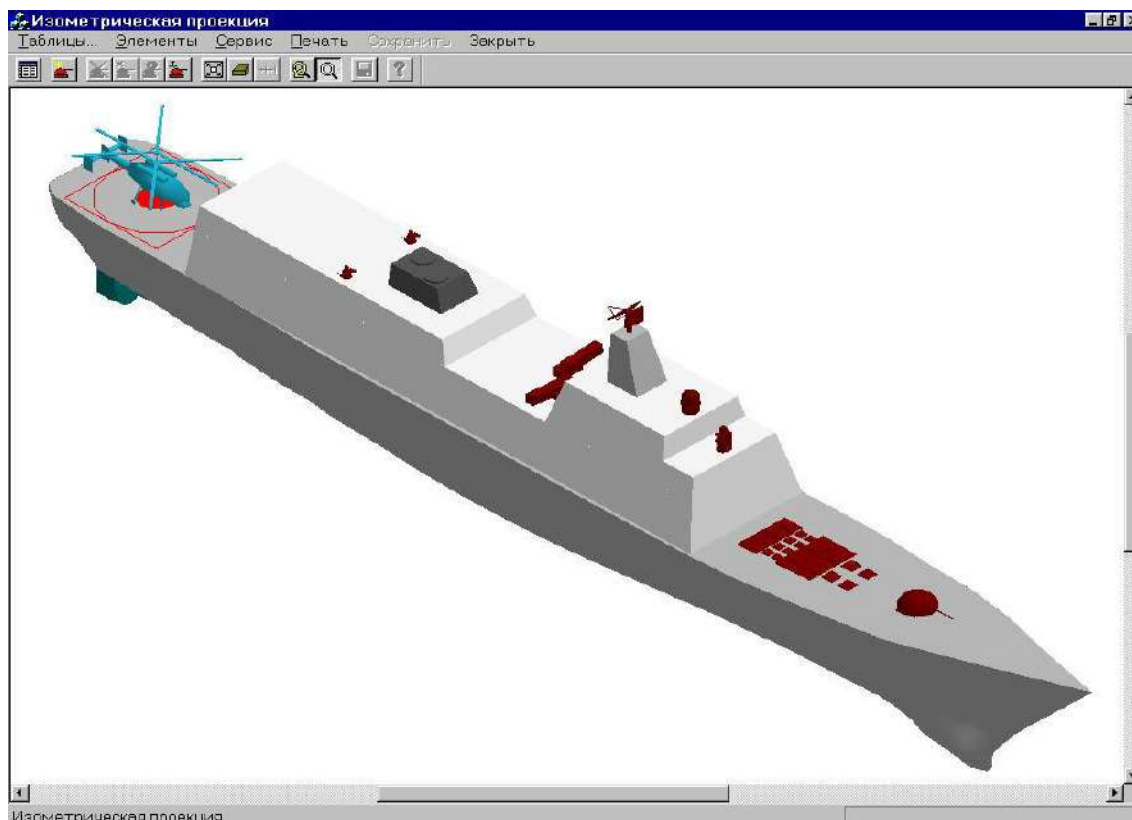 Изометрическая проекция
Таблицы... Элементы Сервис Печать Сохранить Закрыть
Изометрическая проекция